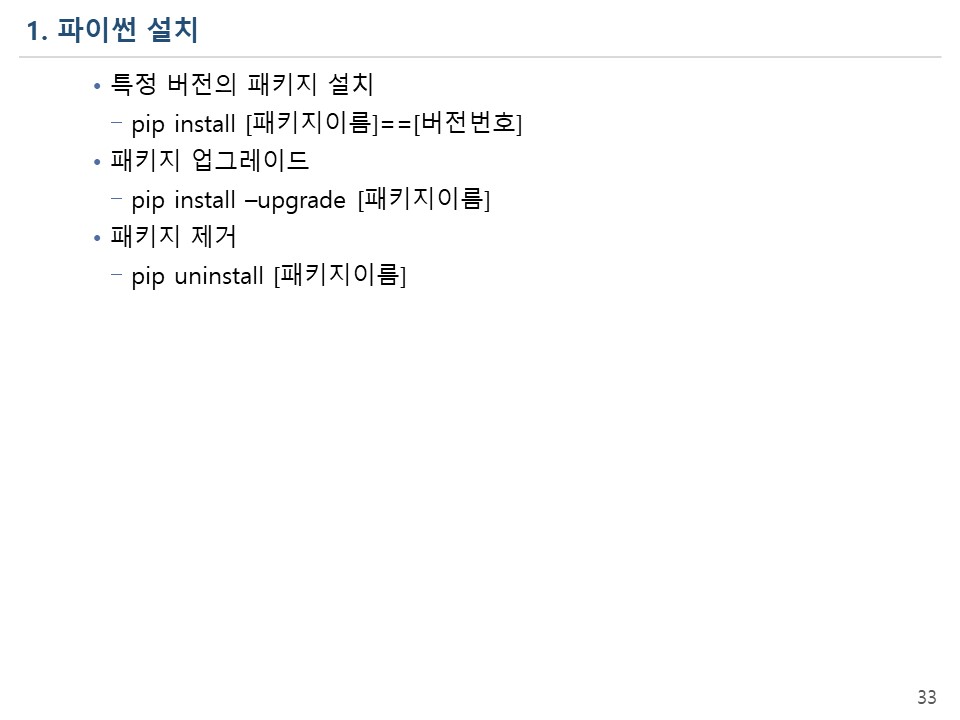 1. 파이썬 설치
• 특정 버전의 패키지 설치
– pip install [패키지이름]==[버전번호]
• 패키지 업그레이드
– pip install –upgrade [패키지이름]
• 패키지 제거
– pip uninstall [패키지이름]
33